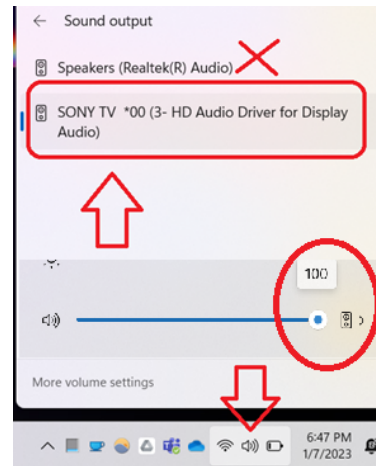 ← Sound output
Speakers (Realtek(R) Audio)
SONY TV *00 (3- HD Audio Driver for Display
Audio)
100
More volume settings
6:47 PM
1/7/2023